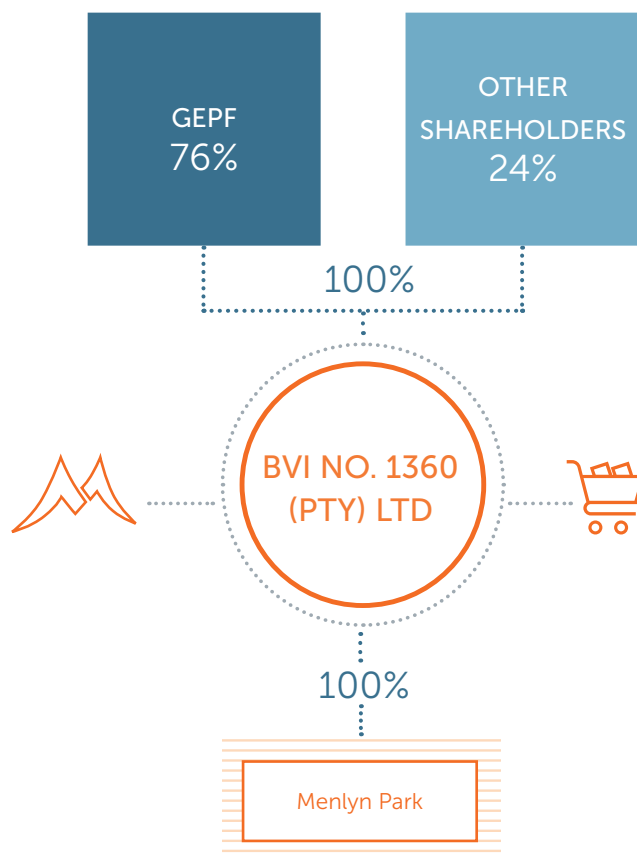 GEPF
76%
OTHER
SHAREHOLDERS
24%
100%
BVI NO. 1360
(PTY) LTD
100%
Menlyn Park